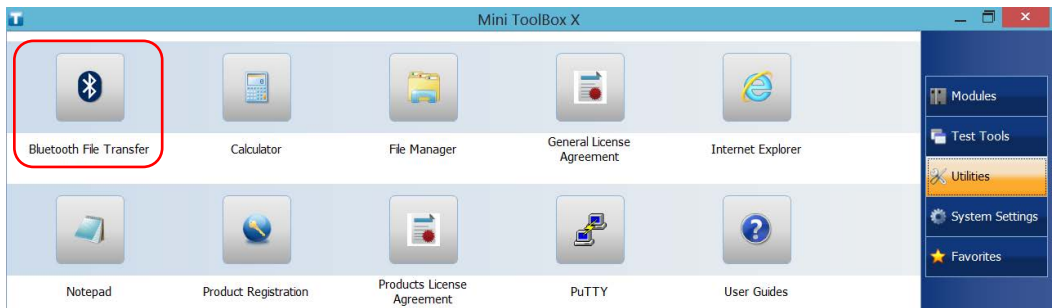 Mini ToolBox X
Bluetooth File Transfer
Calculator
File Manager
General License
Agreement
Internet Explorer
Notepad
Product Registration
Products License
Agreement
PuTTY
User Guides
Modules
Test Tools
Utilities
System Settings
Favorites